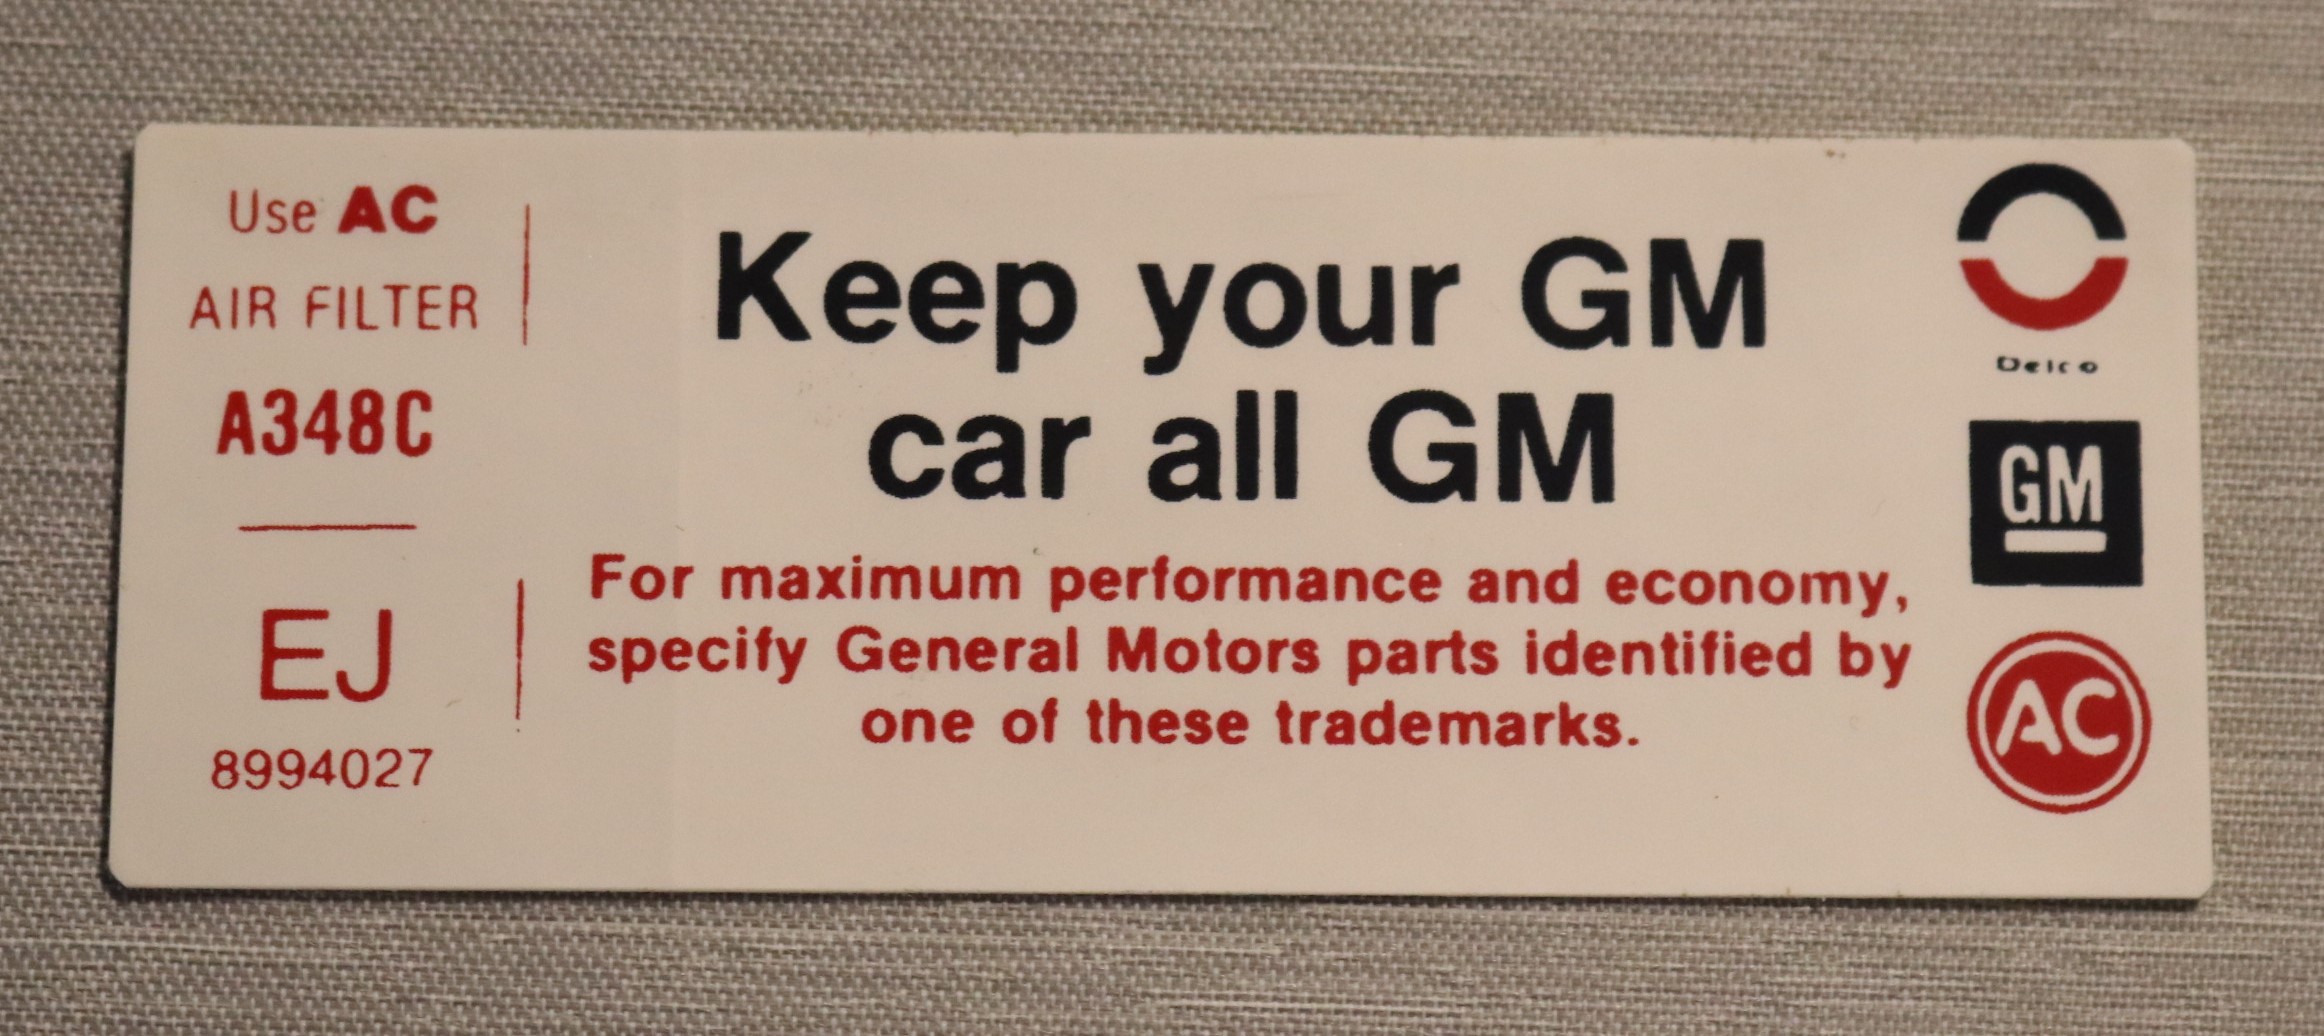 Use AC
AIR FILTER
A348C
EJ
8994027
Keep your GM
car all GM
For maximum performance and economy,
specify General Motors parts identified by
one of these trademarks.
Delco
GM
AC